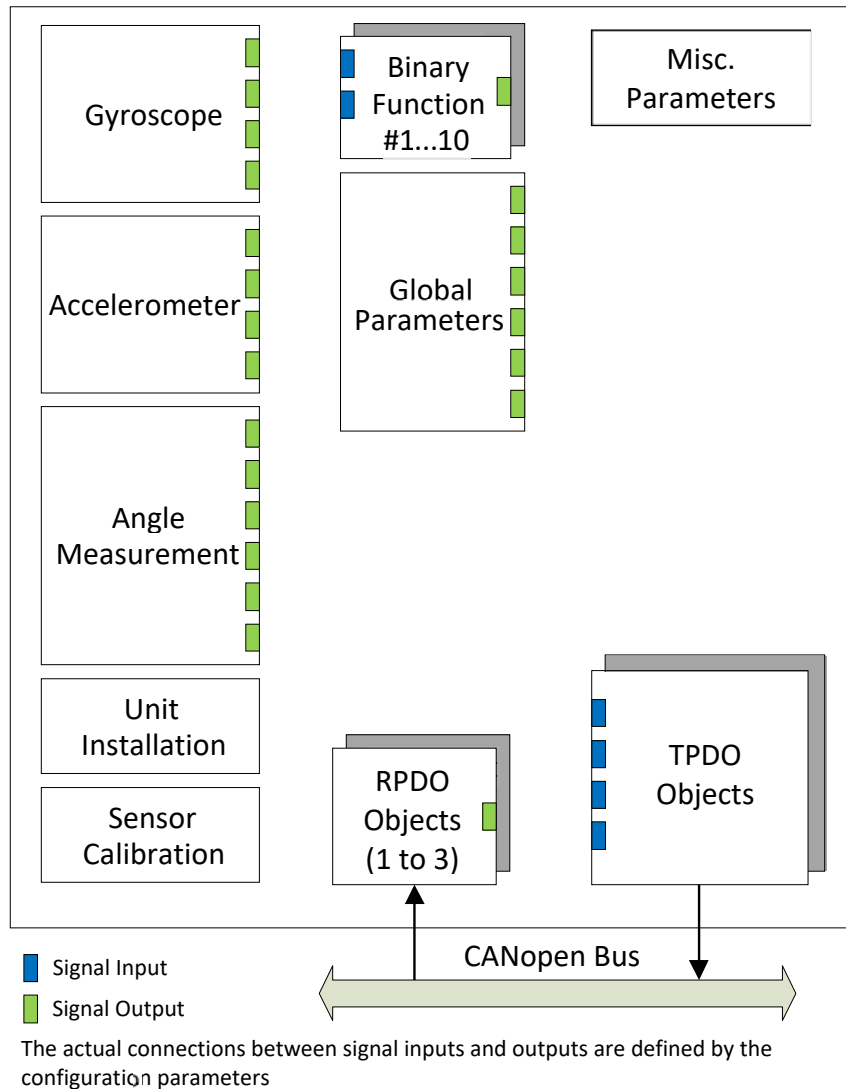 Gyroscope
Binary
Function
#1...10
Misc.
Parameters
Accelerometer
Global
Parameters
Angle
Measurement
Unit
Installation
Sensor
Calibration
RPDO
Objects
(1 to 3)
TPDO
Objects
CANopen Bus
Signal Input
Signal Output
The actual connections between signal inputs and outputs are defined by the
configuration parameters